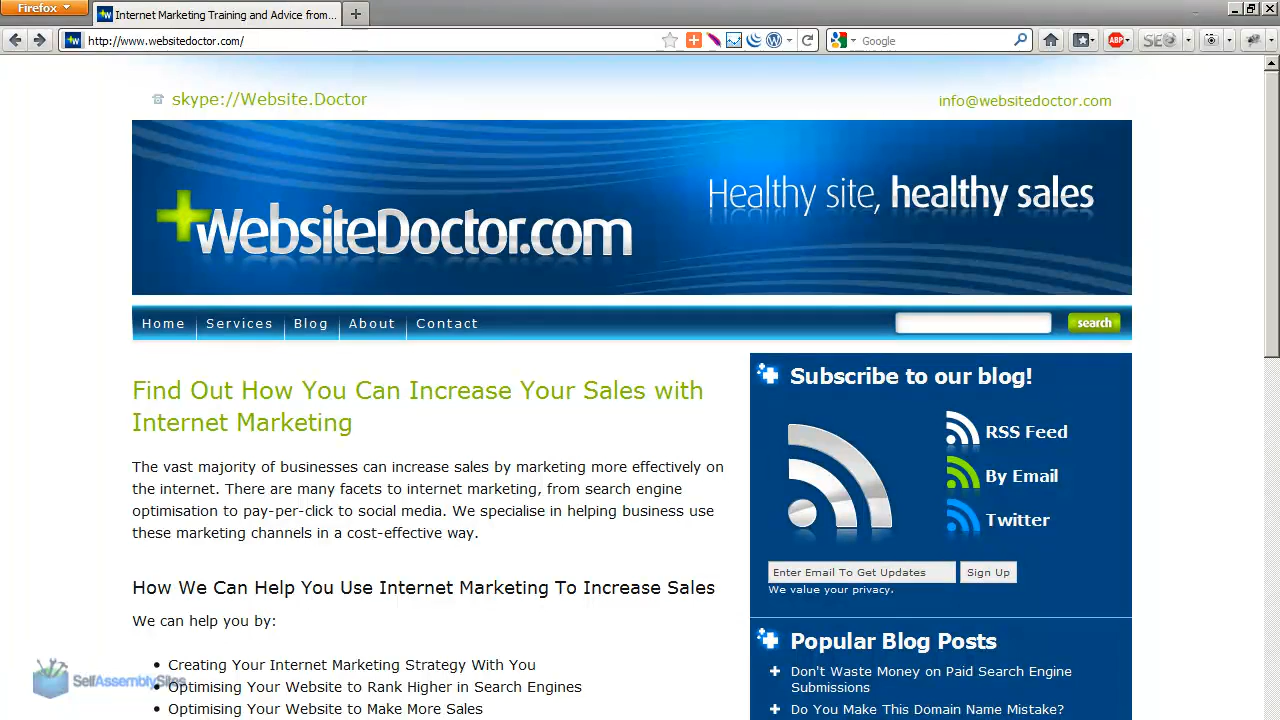 Firefox
Internet Marketing Training and Advice from...
http://www.websitedoctor.com/
Google
ABP
SEO
skype://Website.Doctor
info@websitedoctor.com
WebsiteDoctor.com
Healthy site, healthy sales
Home Services Blog About Contact
search
Find Out How You Can Increase Your Sales with
Internet Marketing
The vast majority of businesses can increase sales by marketing more effectively on
the internet. There are many facets to internet marketing, from search engine
optimisation to pay-per-click to social media. We specialise in helping business use
these marketing channels in a cost-effective way.
How We Can Help You Use Internet Marketing To Increase Sales
We can help you by:
Creating Your Internet Marketing Strategy With You
Optimising Your Website to Rank Higher in Search Engines
Optimising Your Website to Make More Sales
SelfAssemblySites
Subscribe to our blog!
RSS Feed
By Email
Twitter
Enter Email To Get Updates
Sign Up
We value your privacy.
Popular Blog Posts
Don't Waste Money on Paid Search Engine
Submissions
Do You Make This Domain Name Mistake?